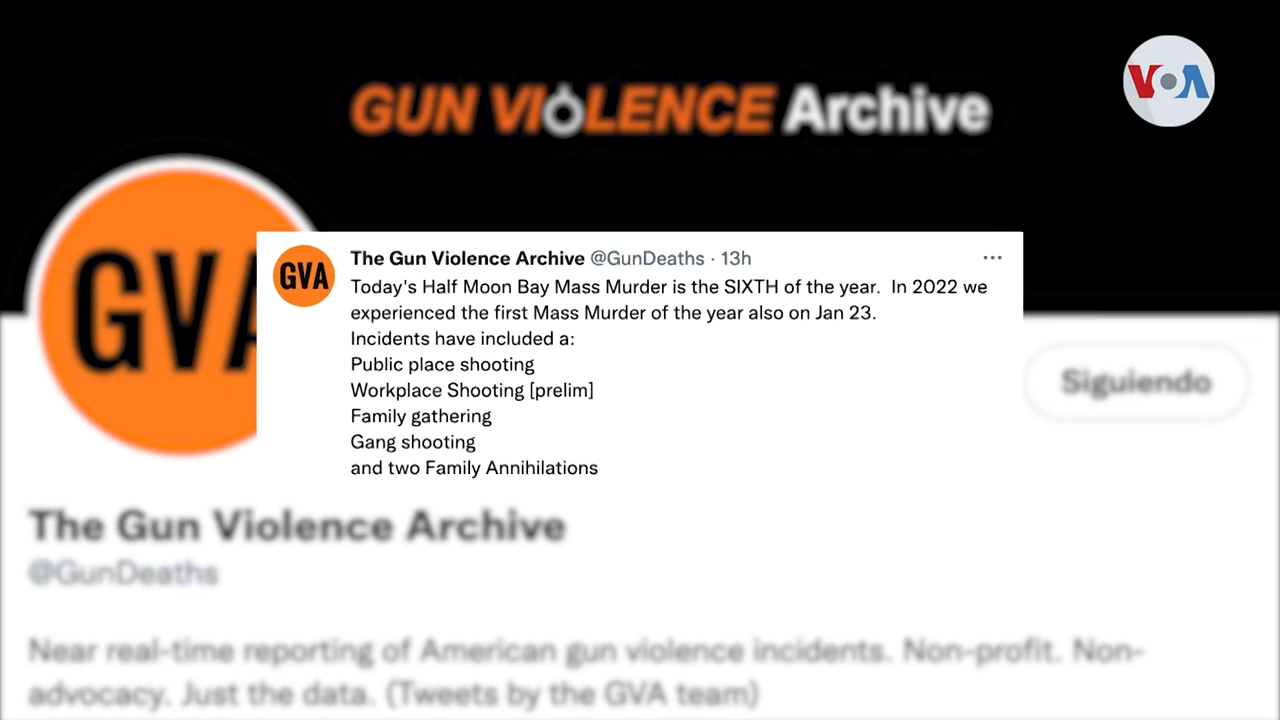 GUN VIOLENCE Archive
VOA
GVA
GVA
The Gun Violence Archive @GunDeaths · 13h
Today's Half Moon Bay Mass Murder is the SIXTH of the year. In 2022 we
experienced the first Mass Murder of the year also on Jan 23.
Incidents have included a:
Public place shooting
Workplace Shooting [prelim]
Family gathering
Gang shooting
and two Family Annihilations
Siguiendo
The Gun Violence Archive
@GunDeaths
Near real-time reporting of American gun violence incidents. Non-profit. Non-
advocacy. Just the data. (Tweets by the GVA team)